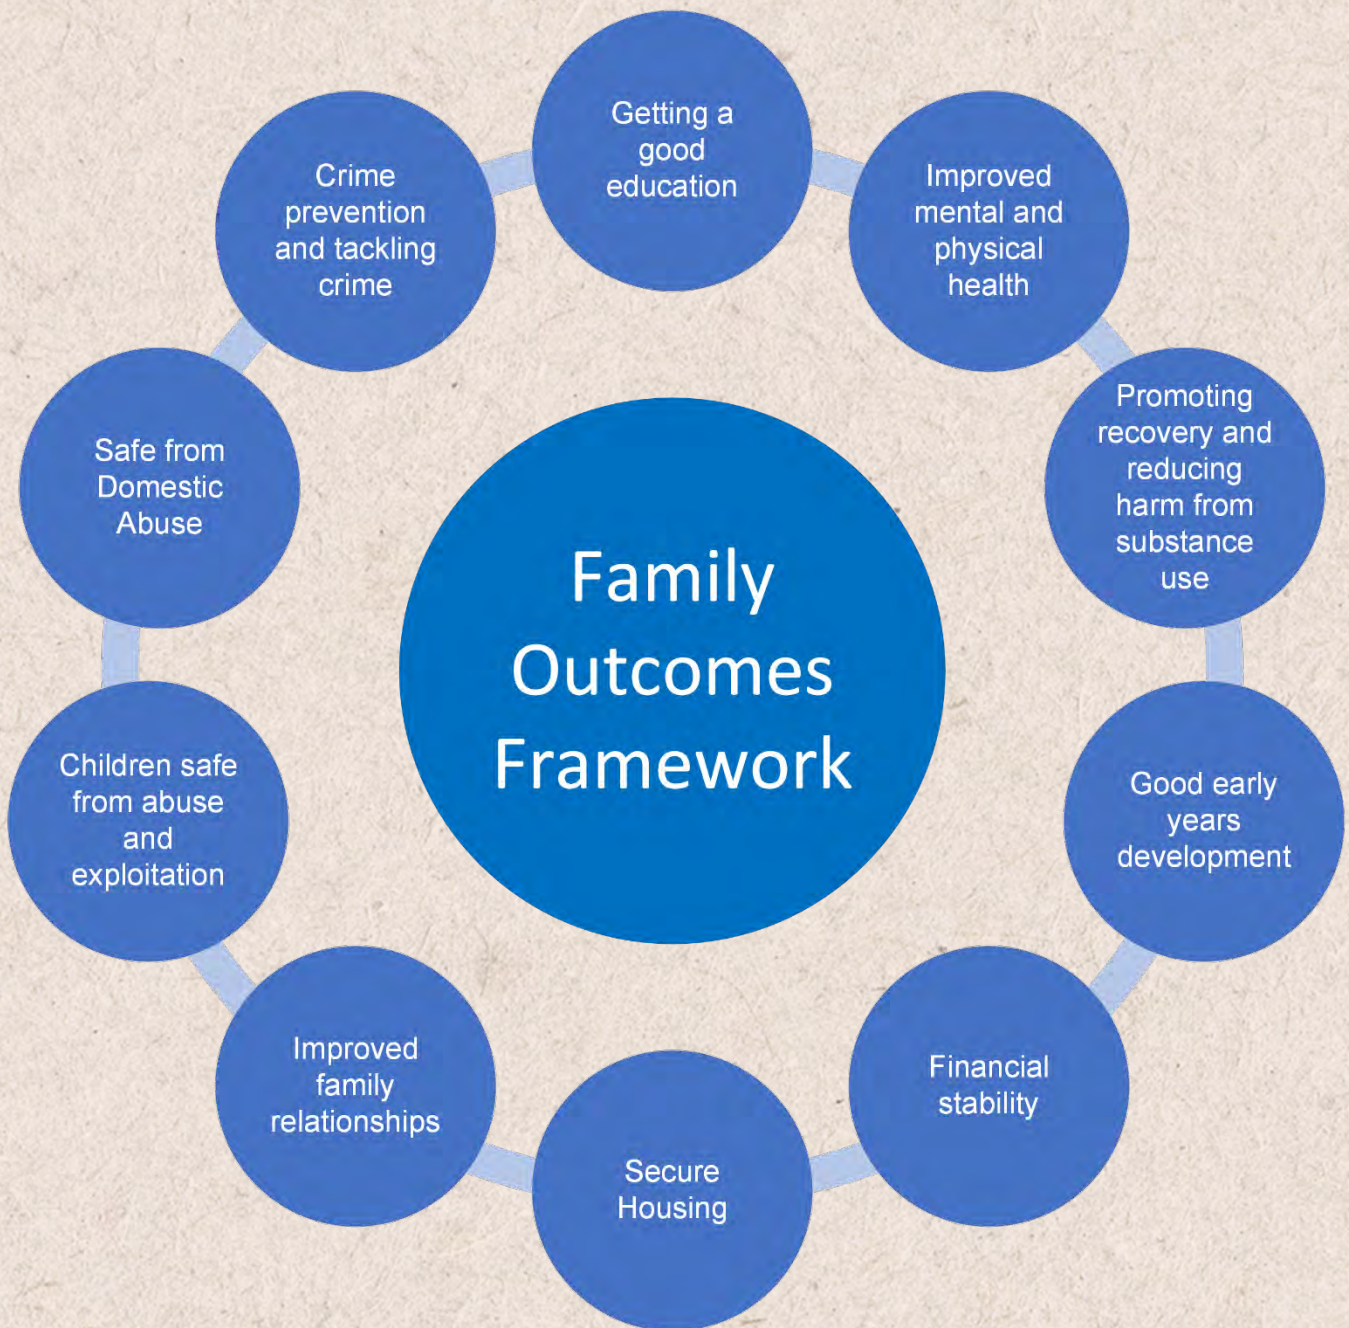 Getting a
good
education
Improved
mental and
physical
health
Promoting
recovery and
reducing
harm from
substance
use
Good early
years
development
Financial
stability
Secure
Housing
Improved
family
relationships
Children safe
from abuse
and
exploitation
Safe from
Domestic
Abuse
Crime
prevention
and tackling
crime
Family
Outcomes
Framework